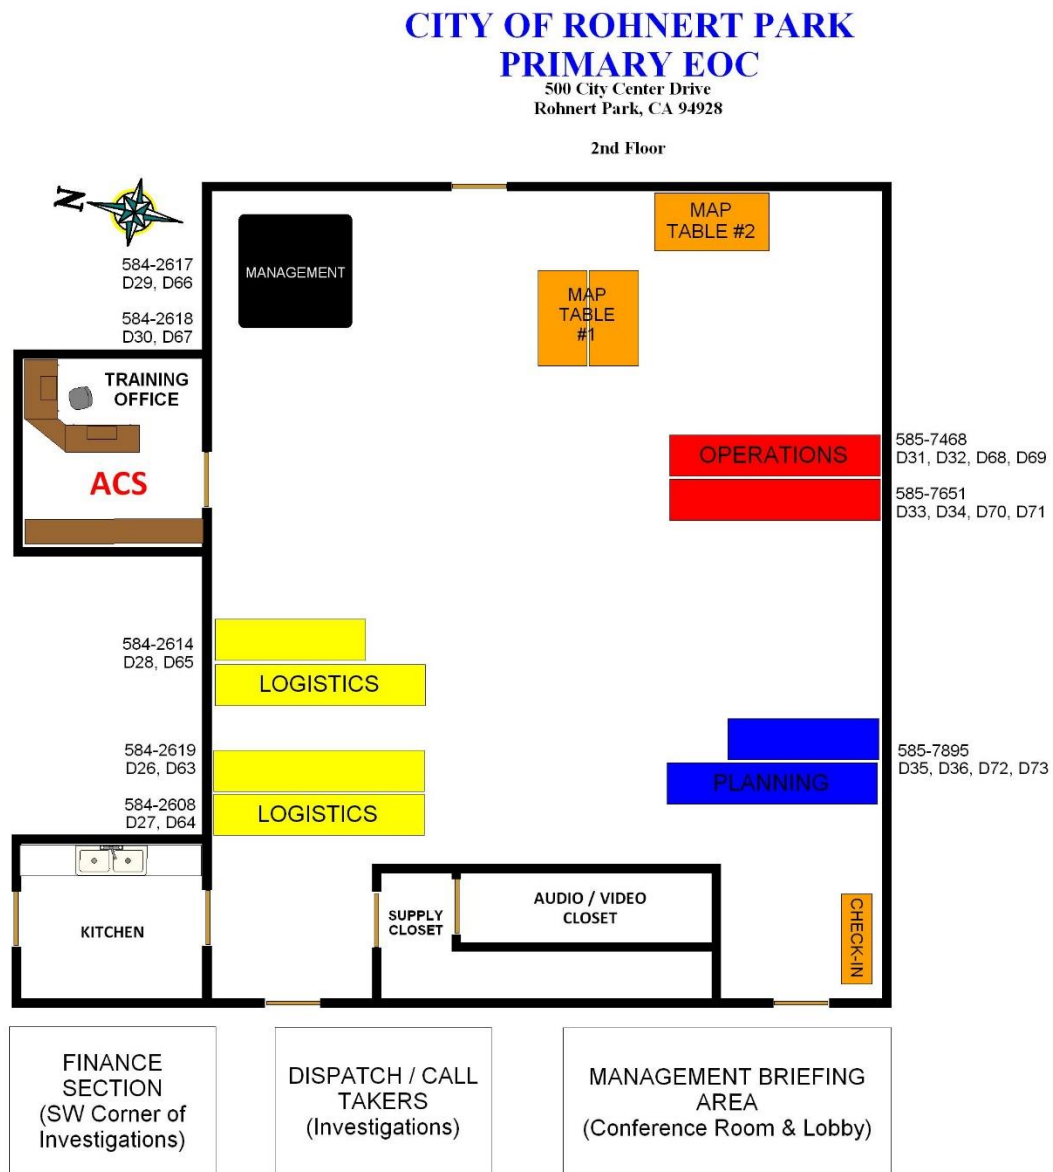 CITY OF ROHNERT PARK
PRIMARY EOC
500 City Center Drive
Rohnert Park, CA 94928
2nd Floor
N
584-2617
D29, D66
584-2618
D30, D67
MANAGEMENT
MAP
TABLE #2
MAP
TABLE
#1
TRAINING
OFFICE
ACS
OPERATIONS
585-7468
D31, D32, D68, D69
585-7651
D33, D34, D70, D71
584-2614
D28, D65
LOGISTICS
584-2619
D26, D63
584-2608
D27, D64
LOGISTICS
PLANNING
585-7895
D35, D36, D72, D73
KITCHEN
SUPPLY
CLOSET
AUDIO / VIDEO
CLOSET
CHECK-IN
FINANCE
SECTION
(SW Corner of
Investigations)
DISPATCH / CALL
TAKERS
(Investigations)
MANAGEMENT BRIEFING
AREA
(Conference Room & Lobby)